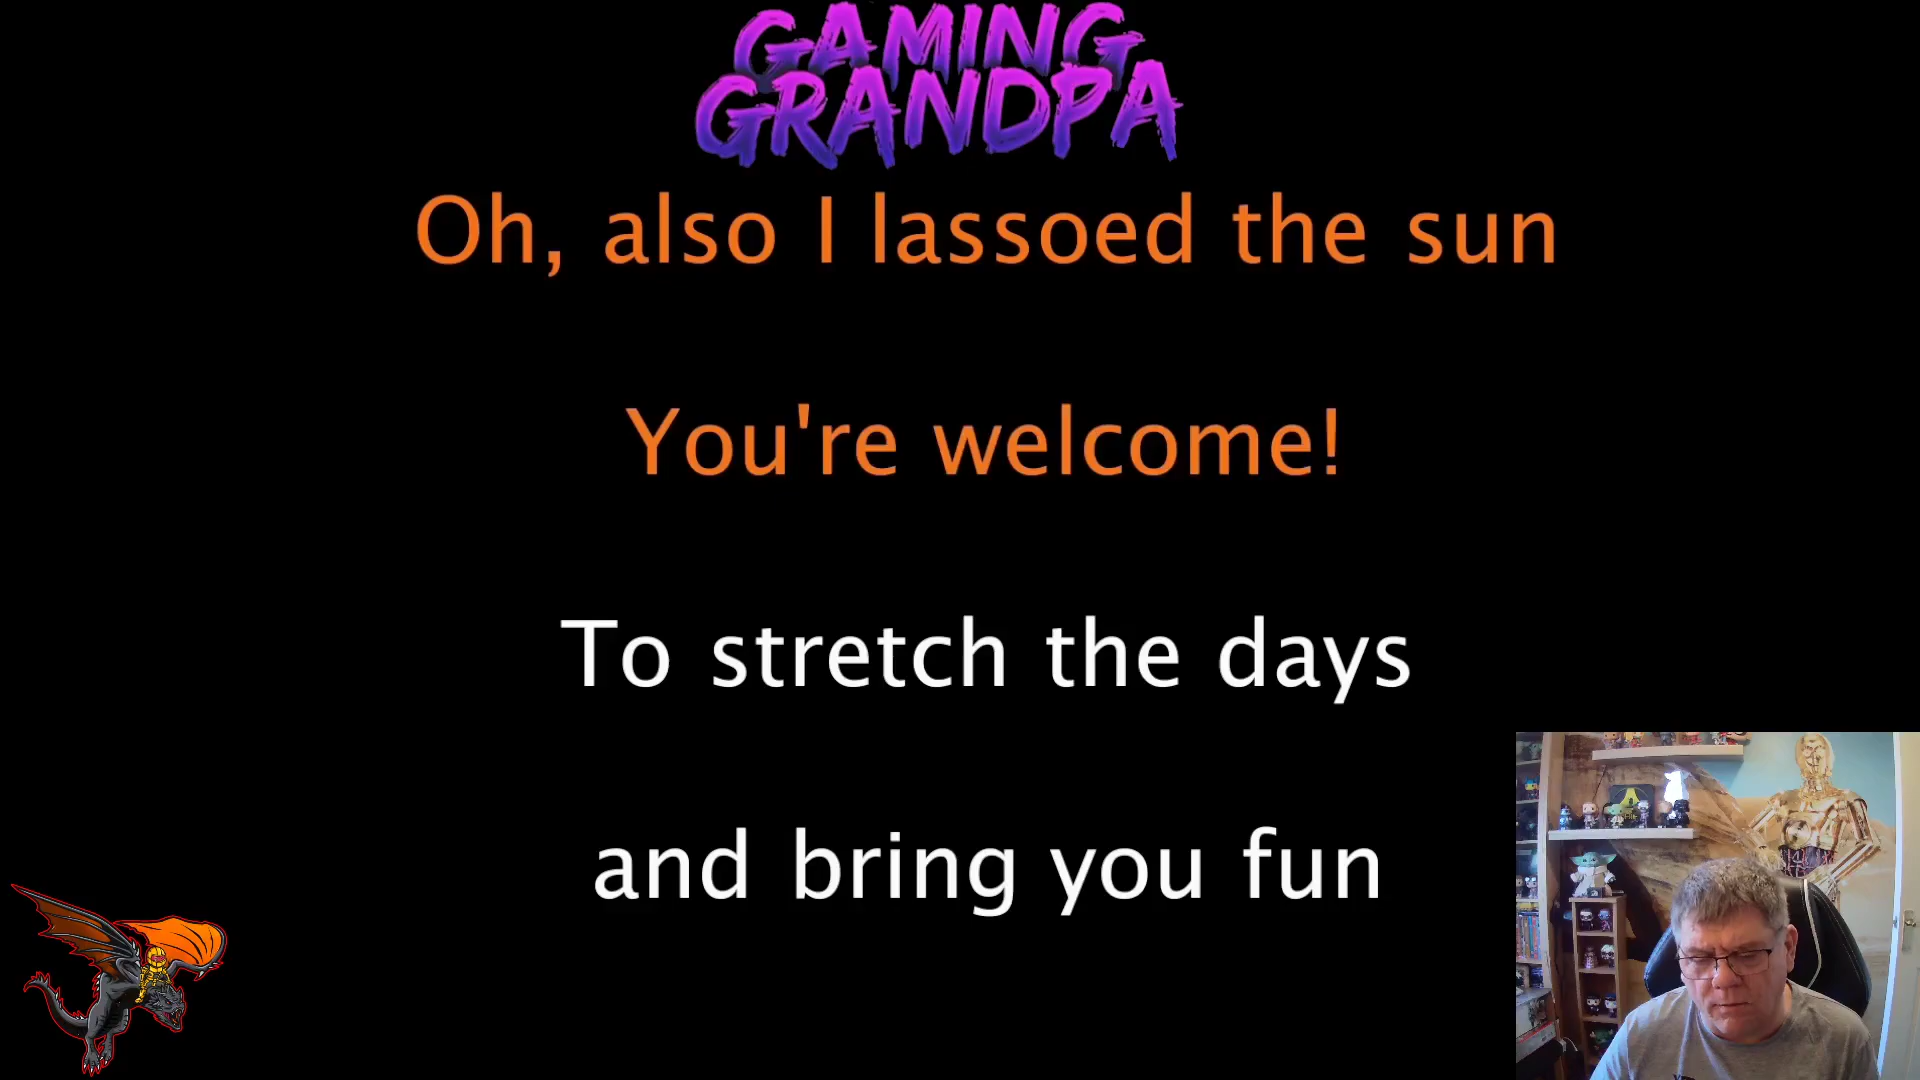 GAMING
GRANDPA
Oh, also I lassoed the sun
You're welcome!
To stretch the days
and bring you fun